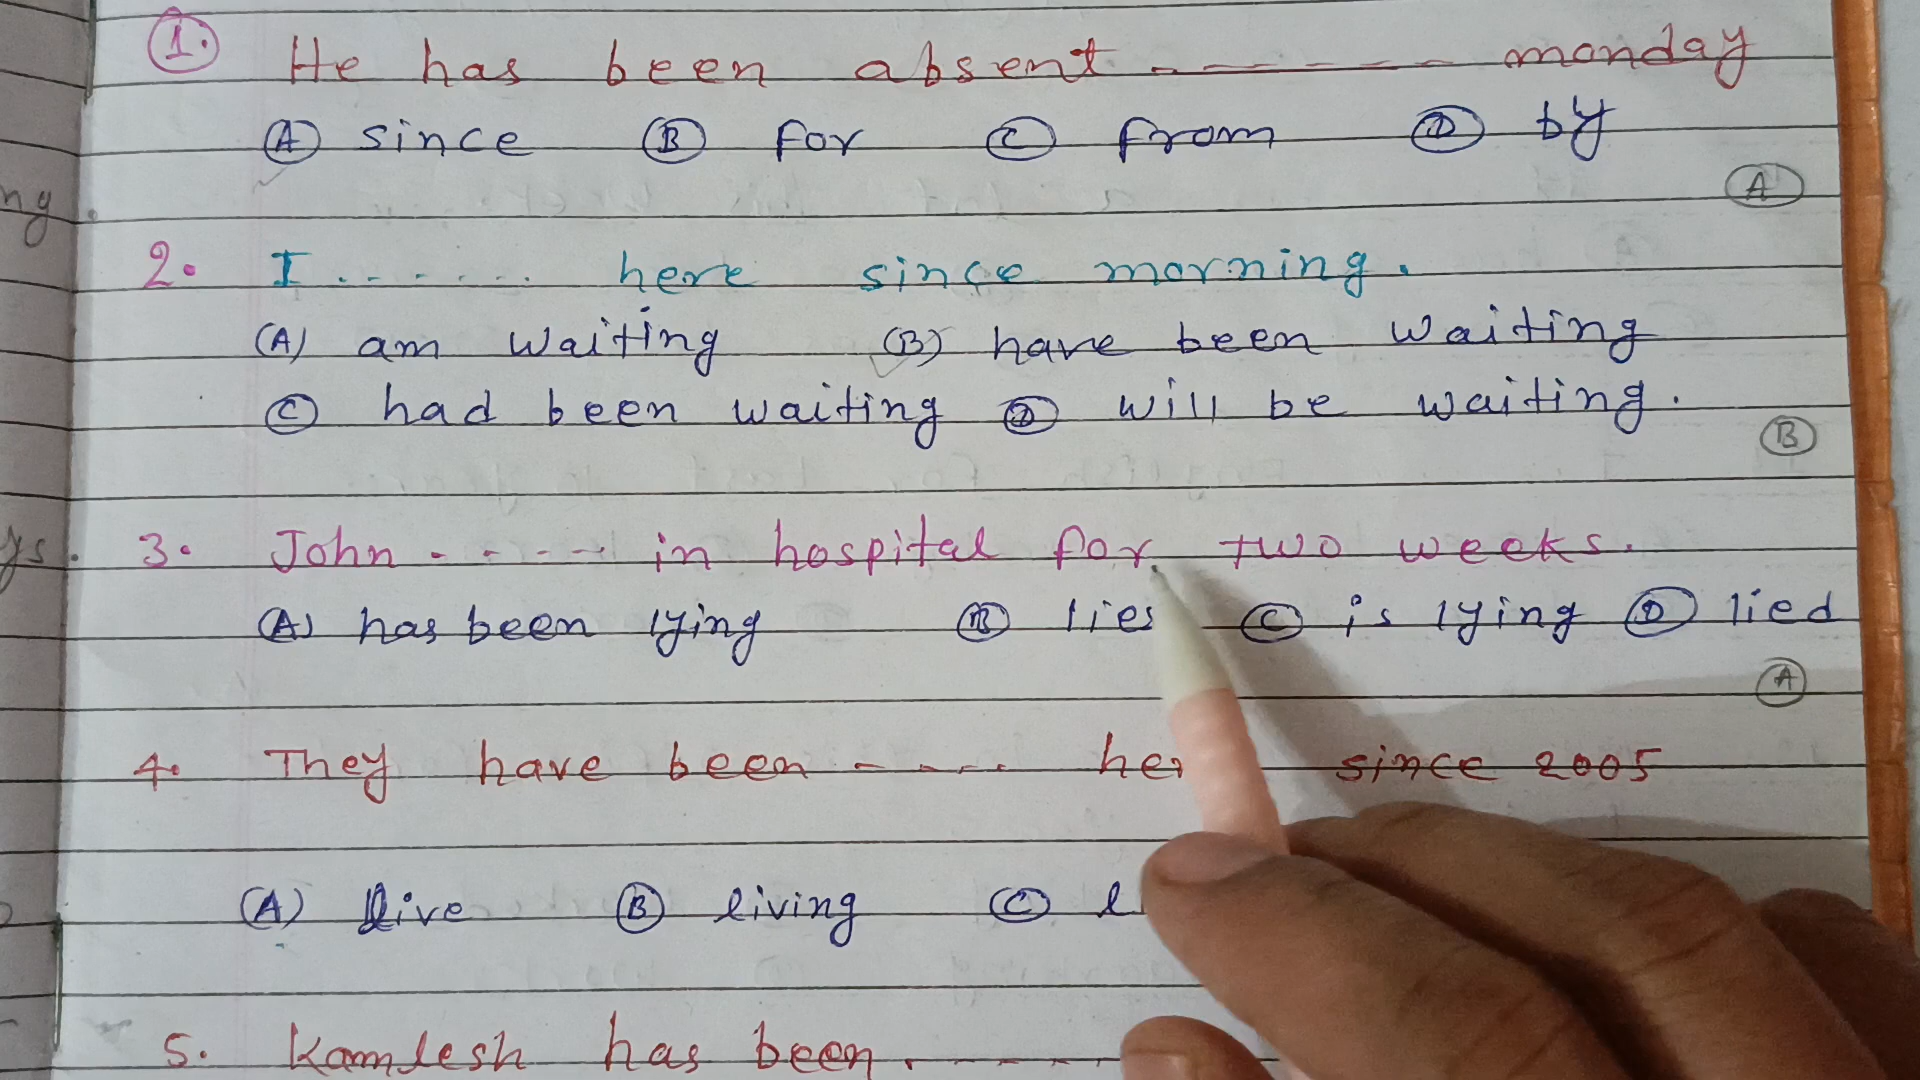 1. He has been absent ------ monday
(A) since (B) for (C) from (D) by
(A)
ng.
2. I ....... here since morning.
(A) am waiting (B) have been waiting
(C) had been waiting (D) will be waiting.
(B)
ys. 3. John ----- in hospital for two weeks.
(A) has been lying (B) lies (C) is lying (D) lied
(A)
4. They have been ---- since 2005
(A) live (B) living (C)
5. Kamlesh has been ------